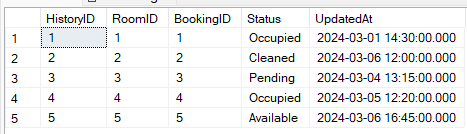 HistoryID RoomID BookingID Status UpdatedAt
1 1 1 1 Occupied 2024-03-01 14:30:00.000
2 2 2 2 Cleaned 2024-03-06 12:00:00.000
3 3 3 3 Pending 2024-03-04 13:15:00.000
4 4 4 4 Occupied 2024-03-05 12:20:00.000
5 5 5 5 Available 2024-03-06 16:45:00.000